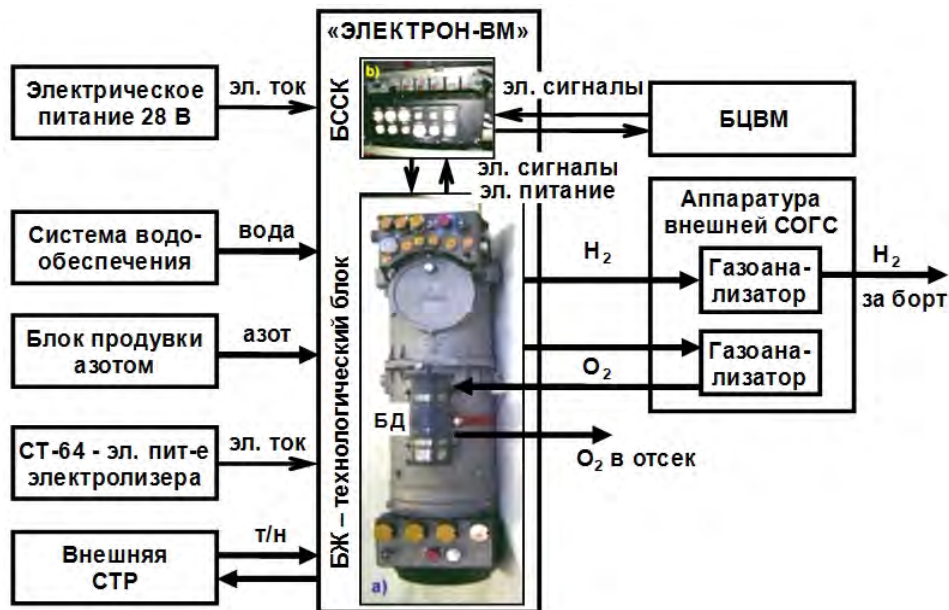 «ЭЛЕКТРОН-ВМ»
Электрическое
питание 28 В
эл. ток
БССК
b)
эл. сигналы
БЦВМ
эл. сигналы
эл. питание
Система водо-
обеспечения
вода
Блок продувки
азотом
азот
СТ-64 - эл. пит-е
электролизера
эл. ток
Внешняя
СТР
т/н
БЖ – технологический блок
БД
a)
H2
O2
O2 в отсек
Аппаратура
внешней СОГС
Газоана-
лизатор
Газоана-
лизатор
H2
за борт